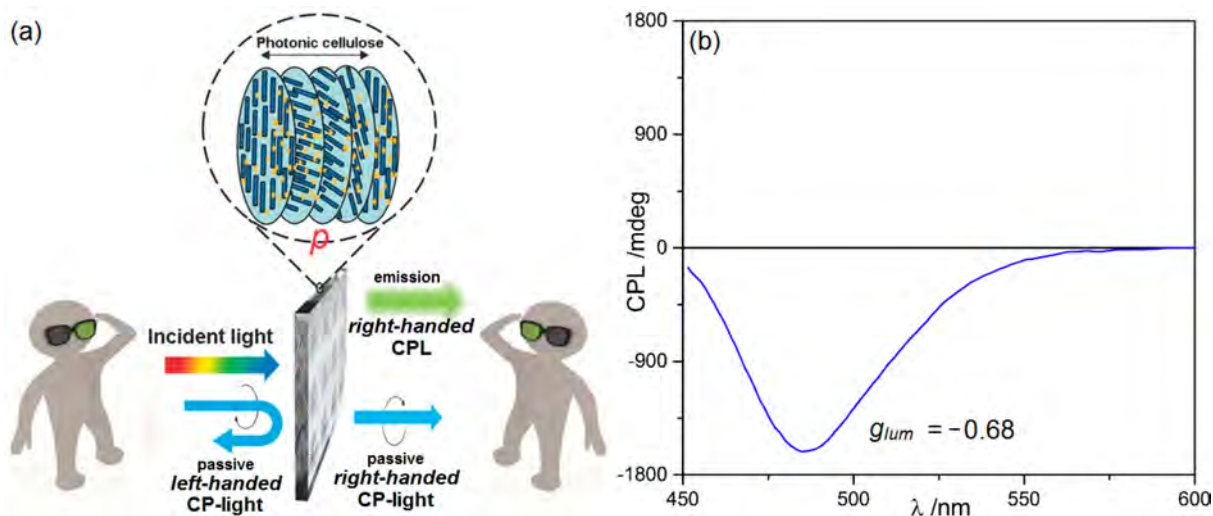 (a)
Photonic cellulose
p
emission
right-handed
CPL
Incident light
passive
left-handed
CP-light
passive
right-handed
CP-light
(b)
CPL /mdeg
1800
900
0
-900
-1800
g_lum = -0.68
450
500
550
600
λ /nm